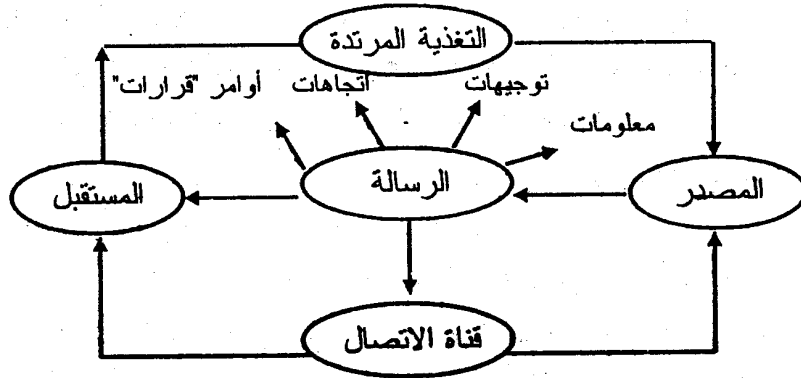 التغذية المرتدة
توجيهات
اتجاهات
أوامر "قرارات"
معلومات
المصدر
الرسالة
المستقبل
قناة الاتصال